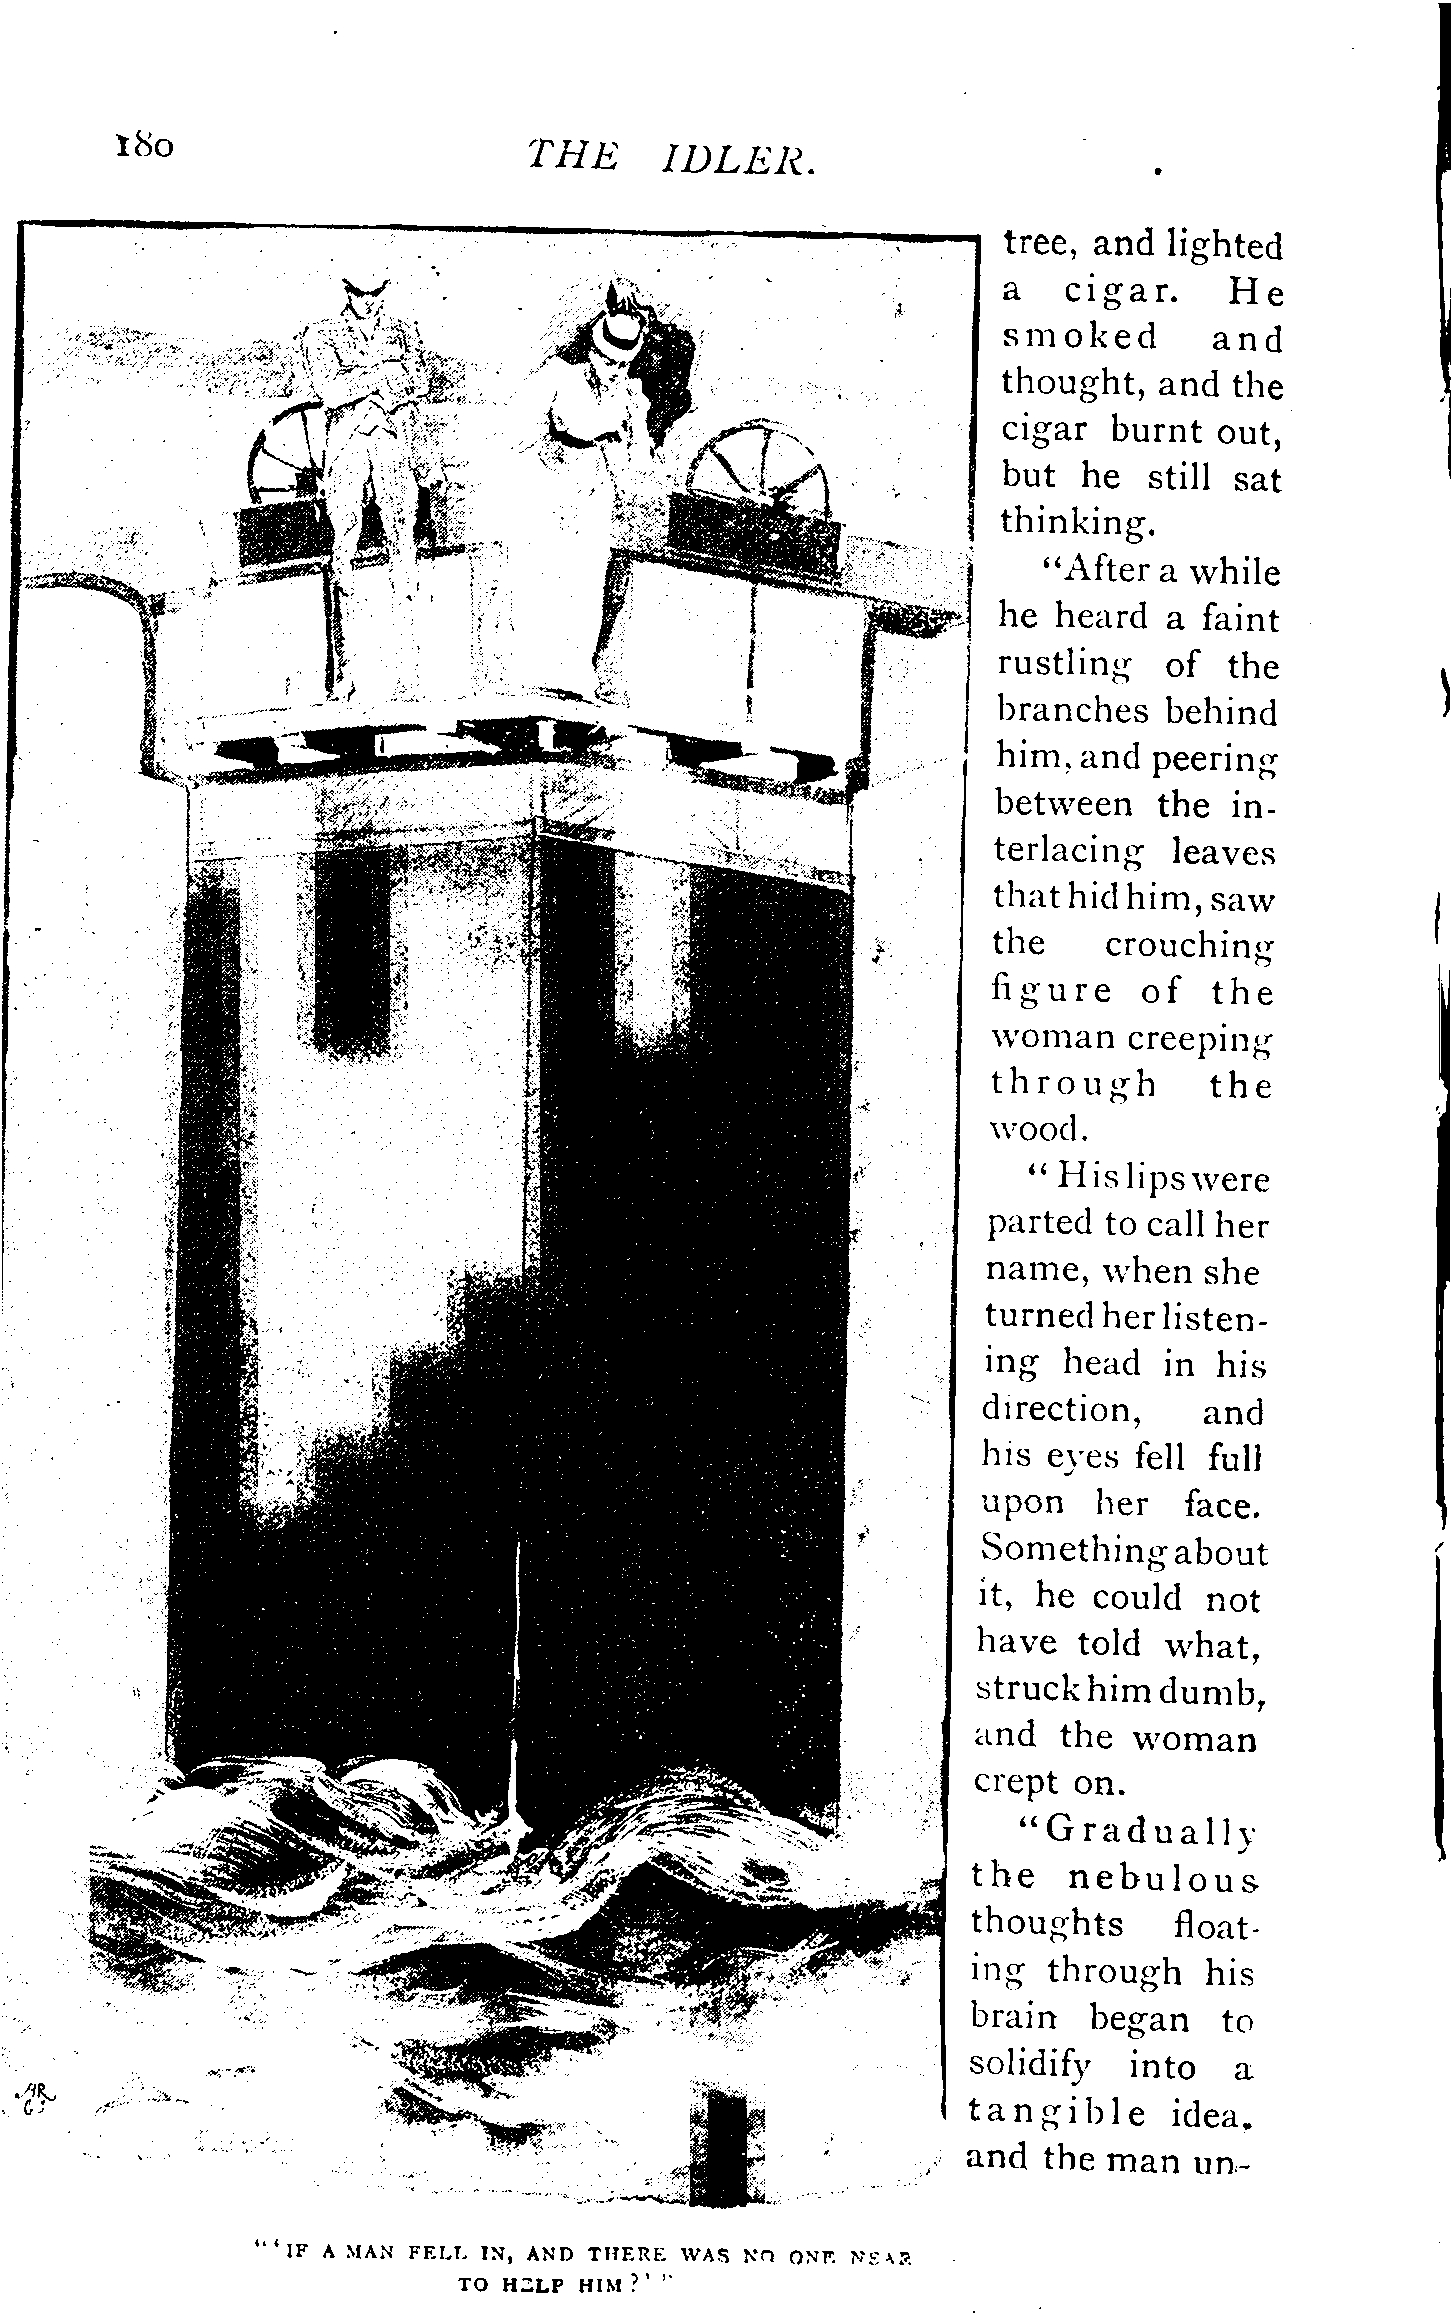 180
THE IDLER.
tree, and lighted
a cigar. He
smoked and
thought, and the
cigar burnt out,
but he still sat
thinking.
“After a while
he heard a faint
rustling of the
branches behind
him, and peering
between the in-
terlacing leaves
that hid him, saw
the crouching
figure of the
woman creeping
through the
wood.
“His lips were
parted to call her
name, when she
turned her listen-
ing head in his
direction, and
his eyes fell full
upon her face.
Something about
it, he could not
have told what,
struck him dumb,
and the woman
crept on.
“Gradually
the nebulous
thoughts float-
ing through his
brain began to
solidify into a
tangible idea,
and the man un-
“‘IF A MAN FELL IN, AND THERE WAS NO ONE NEAR
TO HELP HIM?’”